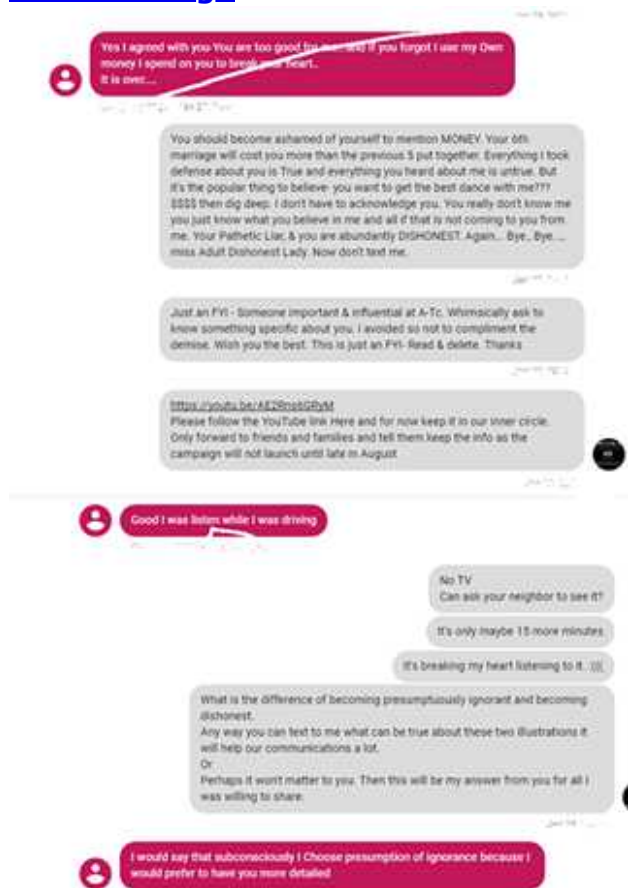 Yes I agreed with you You are too good for me.. and if you forgot I use my Own
money I spend on you to break your heart..
It is over....
You should become ashamed of yourself to mention MONEY. Your 6th
marriage will cost you more than the previous 5 put together. Everything I took
defense about you is True and everything you heard about me is untrue. But
it's the popular thing to believe- you want to get the best dance with me???
$$$$ then dig deep. I don't have to acknowledge you. You really don't know me
you just know what you believe in me and all if that is not coming to you from
me. Your Pathetic Liar, & you are abundantly DISHONEST. Again... Bye,, Bye....
miss Adult Dishonest Lady. Now don't text me.
Just an FYI - Someone important & influential at A-Tc. Whimsically ask to
know something specific about you. I avoided so not to compliment the
demise. Wish you the best. This is just an FYI- Read & delete. Thanks
Please follow the YouTube link Here and for now keep it in our inner circle.
Only forward to friends and families and tell them keep the info as the
campaign will not launch until late in August
Good I was listen while I was driving
No TV
Can ask your neighbor to see it?
It's only maybe 15 more minutes
It's breaking my heart listening to it.
What is the difference of becoming presumptuously ignorant and becoming
dishonest.
Any way you can text to me what can be true about these two illustrations it
will help our communications a lot.
Or
Perhaps it won't matter to you. Then this will be my answer from you for all I
was willing to share.
I would say that subconsciously I Choose presumption of ignorance because I
would prefer to have you more detailed